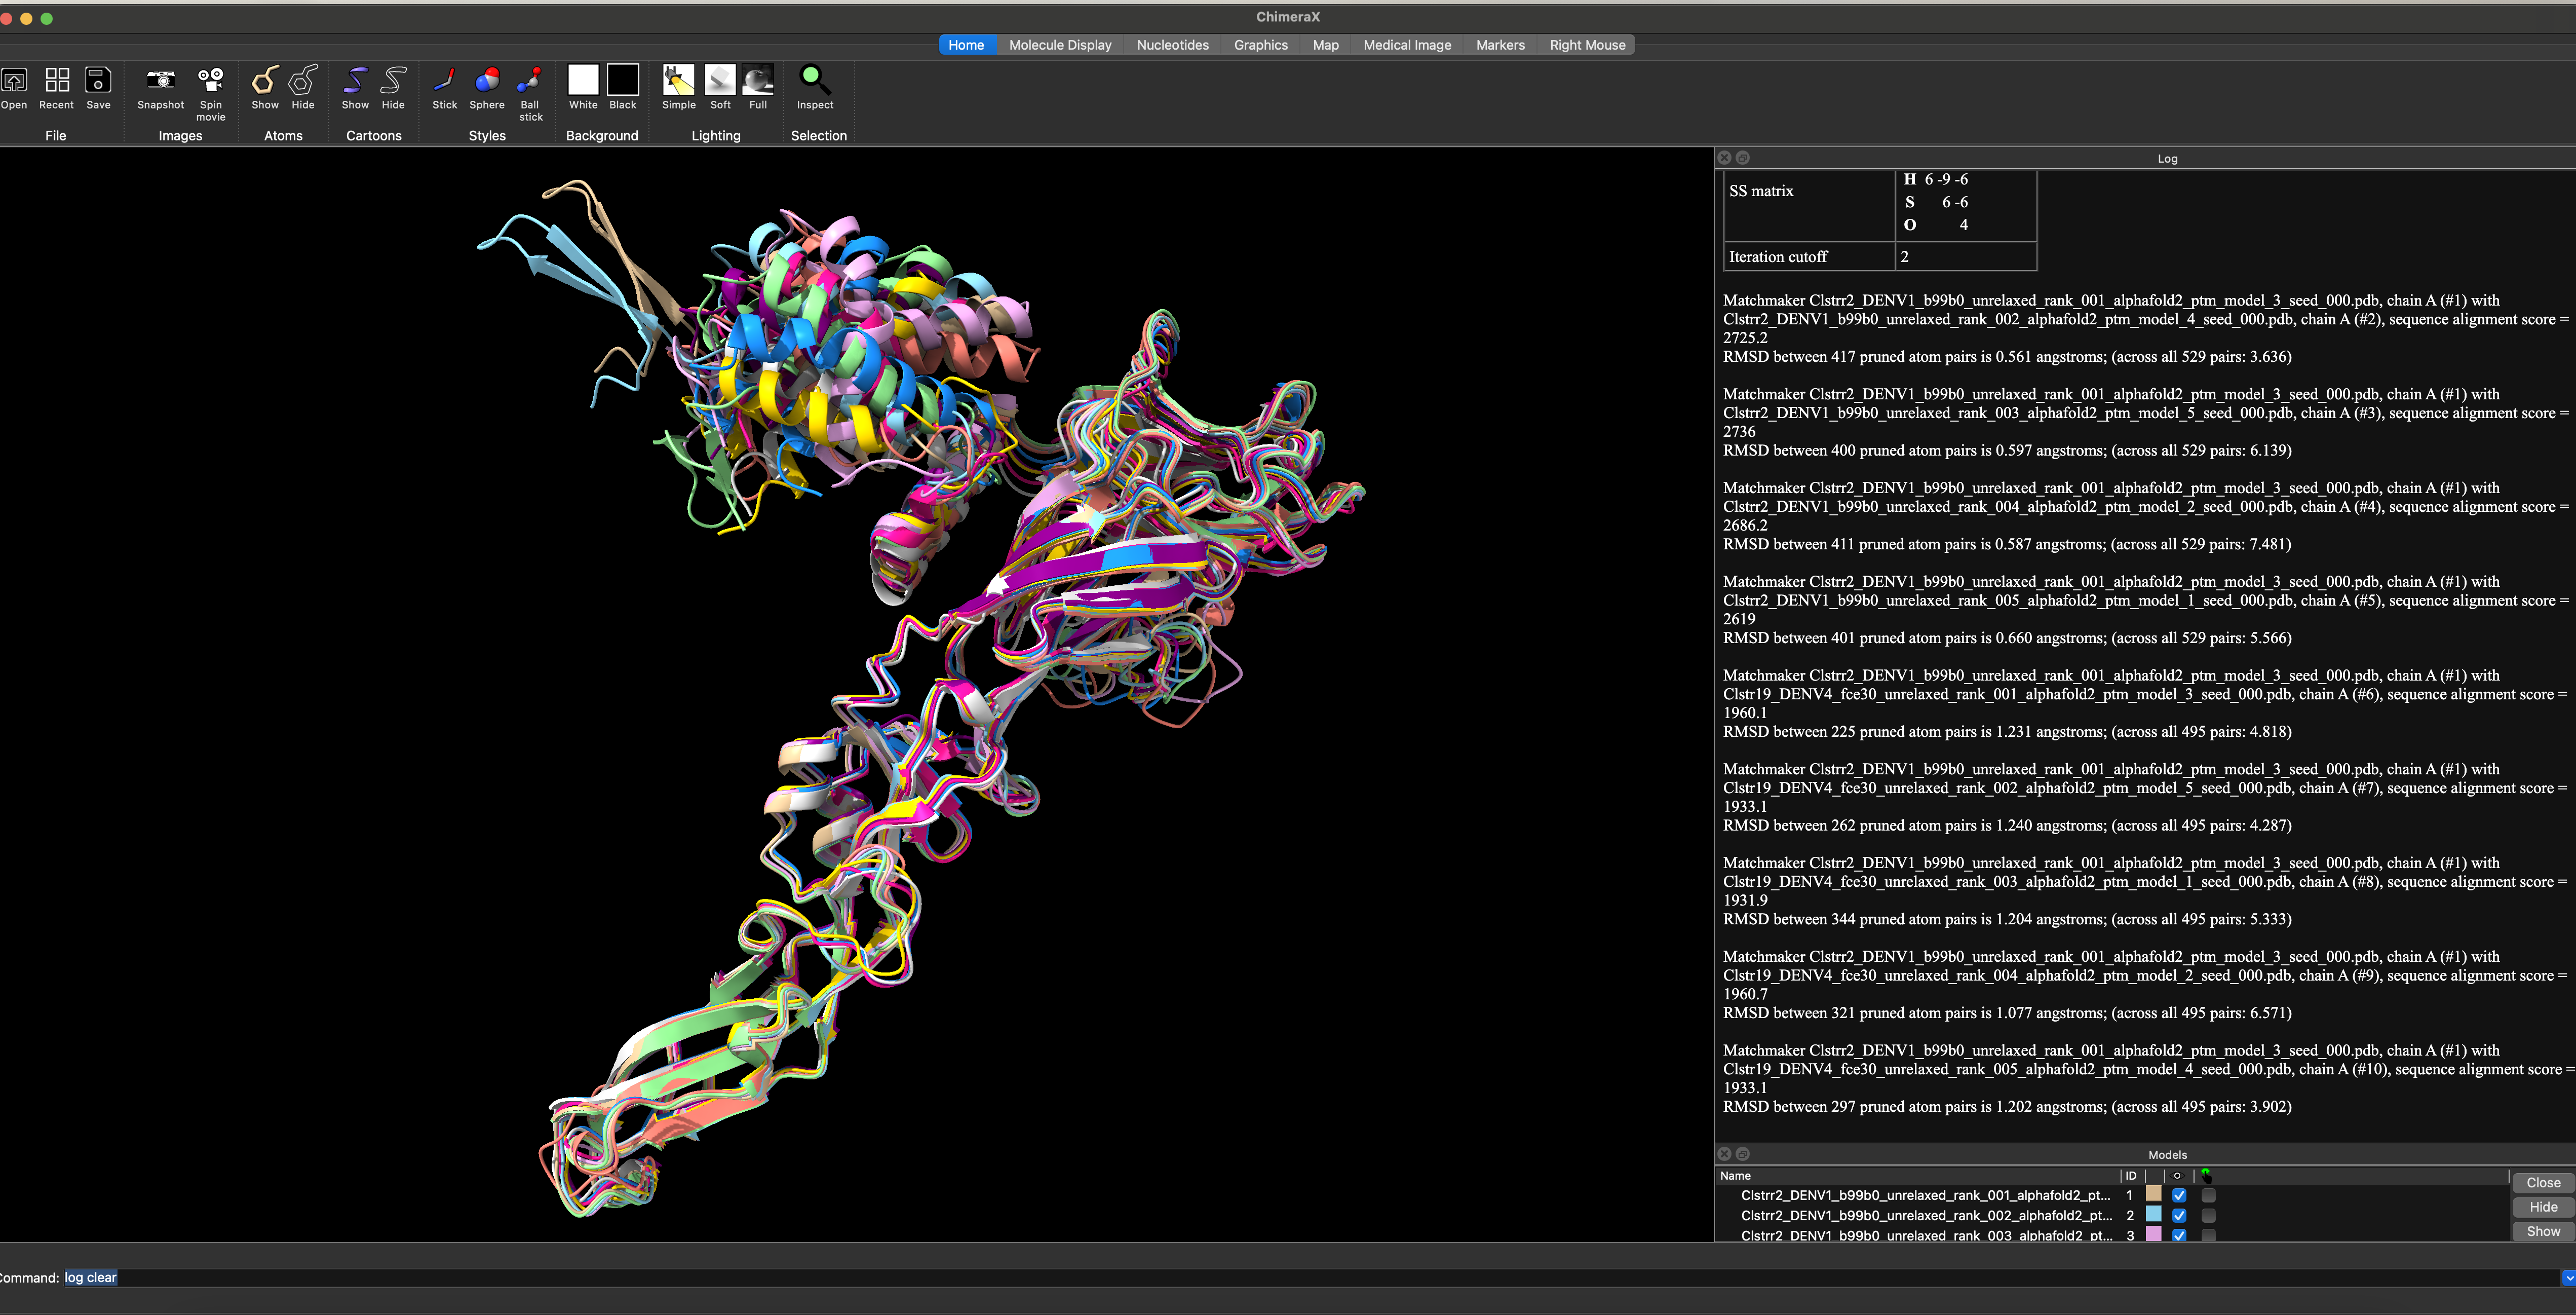 ChimeraX
Home Molecule Display Nucleotides Graphics Map Medical Image Markers Right Mouse
Open Recent Save Snapshot Spin movie Show Hide Show Hide Stick Sphere Ball stick White Black Simple Soft Full Inspect
File Images Atoms Cartoons Styles Background Lighting Selection
Log
SS matrix
H 6 -9 -6
S 6 -6
O 4
Iteration cutoff 2
Matchmaker Clstrr2_DENV1_b99b0_unrelaxed_rank_001_alphafold2_ptm_model_3_seed_000.pdb, chain A (#1) with
Clstrr2_DENV1_b99b0_unrelaxed_rank_002_alphafold2_ptm_model_4_seed_000.pdb, chain A (#2), sequence alignment score =
2725.2
RMSD between 417 pruned atom pairs is 0.561 angstroms; (across all 529 pairs: 3.636)
Matchmaker Clstrr2_DENV1_b99b0_unrelaxed_rank_001_alphafold2_ptm_model_3_seed_000.pdb, chain A (#1) with
Clstrr2_DENV1_b99b0_unrelaxed_rank_003_alphafold2_ptm_model_5_seed_000.pdb, chain A (#3), sequence alignment score =
2736
RMSD between 400 pruned atom pairs is 0.597 angstroms; (across all 529 pairs: 6.139)
Matchmaker Clstrr2_DENV1_b99b0_unrelaxed_rank_001_alphafold2_ptm_model_3_seed_000.pdb, chain A (#1) with
Clstrr2_DENV1_b99b0_unrelaxed_rank_004_alphafold2_ptm_model_2_seed_000.pdb, chain A (#4), sequence alignment score =
2686.2
RMSD between 411 pruned atom pairs is 0.587 angstroms; (across all 529 pairs: 7.481)
Matchmaker Clstrr2_DENV1_b99b0_unrelaxed_rank_001_alphafold2_ptm_model_3_seed_000.pdb, chain A (#1) with
Clstrr2_DENV1_b99b0_unrelaxed_rank_005_alphafold2_ptm_model_1_seed_000.pdb, chain A (#5), sequence alignment score =
2619
RMSD between 401 pruned atom pairs is 0.660 angstroms; (across all 529 pairs: 5.566)
Matchmaker Clstrr2_DENV1_b99b0_unrelaxed_rank_001_alphafold2_ptm_model_3_seed_000.pdb, chain A (#1) with
Clstr19_DENV4_fce30_unrelaxed_rank_001_alphafold2_ptm_model_3_seed_000.pdb, chain A (#6), sequence alignment score =
1960.1
RMSD between 225 pruned atom pairs is 1.231 angstroms; (across all 495 pairs: 4.818)
Matchmaker Clstrr2_DENV1_b99b0_unrelaxed_rank_001_alphafold2_ptm_model_3_seed_000.pdb, chain A (#1) with
Clstr19_DENV4_fce30_unrelaxed_rank_002_alphafold2_ptm_model_5_seed_000.pdb, chain A (#7), sequence alignment score =
1933.1
RMSD between 262 pruned atom pairs is 1.240 angstroms; (across all 495 pairs: 4.287)
Matchmaker Clstrr2_DENV1_b99b0_unrelaxed_rank_001_alphafold2_ptm_model_3_seed_000.pdb, chain A (#1) with
Clstr19_DENV4_fce30_unrelaxed_rank_003_alphafold2_ptm_model_1_seed_000.pdb, chain A (#8), sequence alignment score =
1931.9
RMSD between 344 pruned atom pairs is 1.204 angstroms; (across all 495 pairs: 5.333)
Matchmaker Clstrr2_DENV1_b99b0_unrelaxed_rank_001_alphafold2_ptm_model_3_seed_000.pdb, chain A (#1) with
Clstr19_DENV4_fce30_unrelaxed_rank_004_alphafold2_ptm_model_2_seed_000.pdb, chain A (#9), sequence alignment score =
1960.7
RMSD between 321 pruned atom pairs is 1.077 angstroms; (across all 495 pairs: 6.571)
Matchmaker Clstrr2_DENV1_b99b0_unrelaxed_rank_001_alphafold2_ptm_model_3_seed_000.pdb, chain A (#1) with
Clstr19_DENV4_fce30_unrelaxed_rank_005_alphafold2_ptm_model_4_seed_000.pdb, chain A (#10), sequence alignment score =
1933.1
RMSD between 297 pruned atom pairs is 1.202 angstroms; (across all 495 pairs: 3.902)
Models
Name ID
Clstrr2_DENV1_b99b0_unrelaxed_rank_001_alphafold2_pt... 1
Clstrr2_DENV1_b99b0_unrelaxed_rank_002_alphafold2_pt... 2
Clstrr2_DENV1_b99b0_unrelaxed_rank_003_alphafold2_pt... 3
Close
Hide
Show
Command: log clear